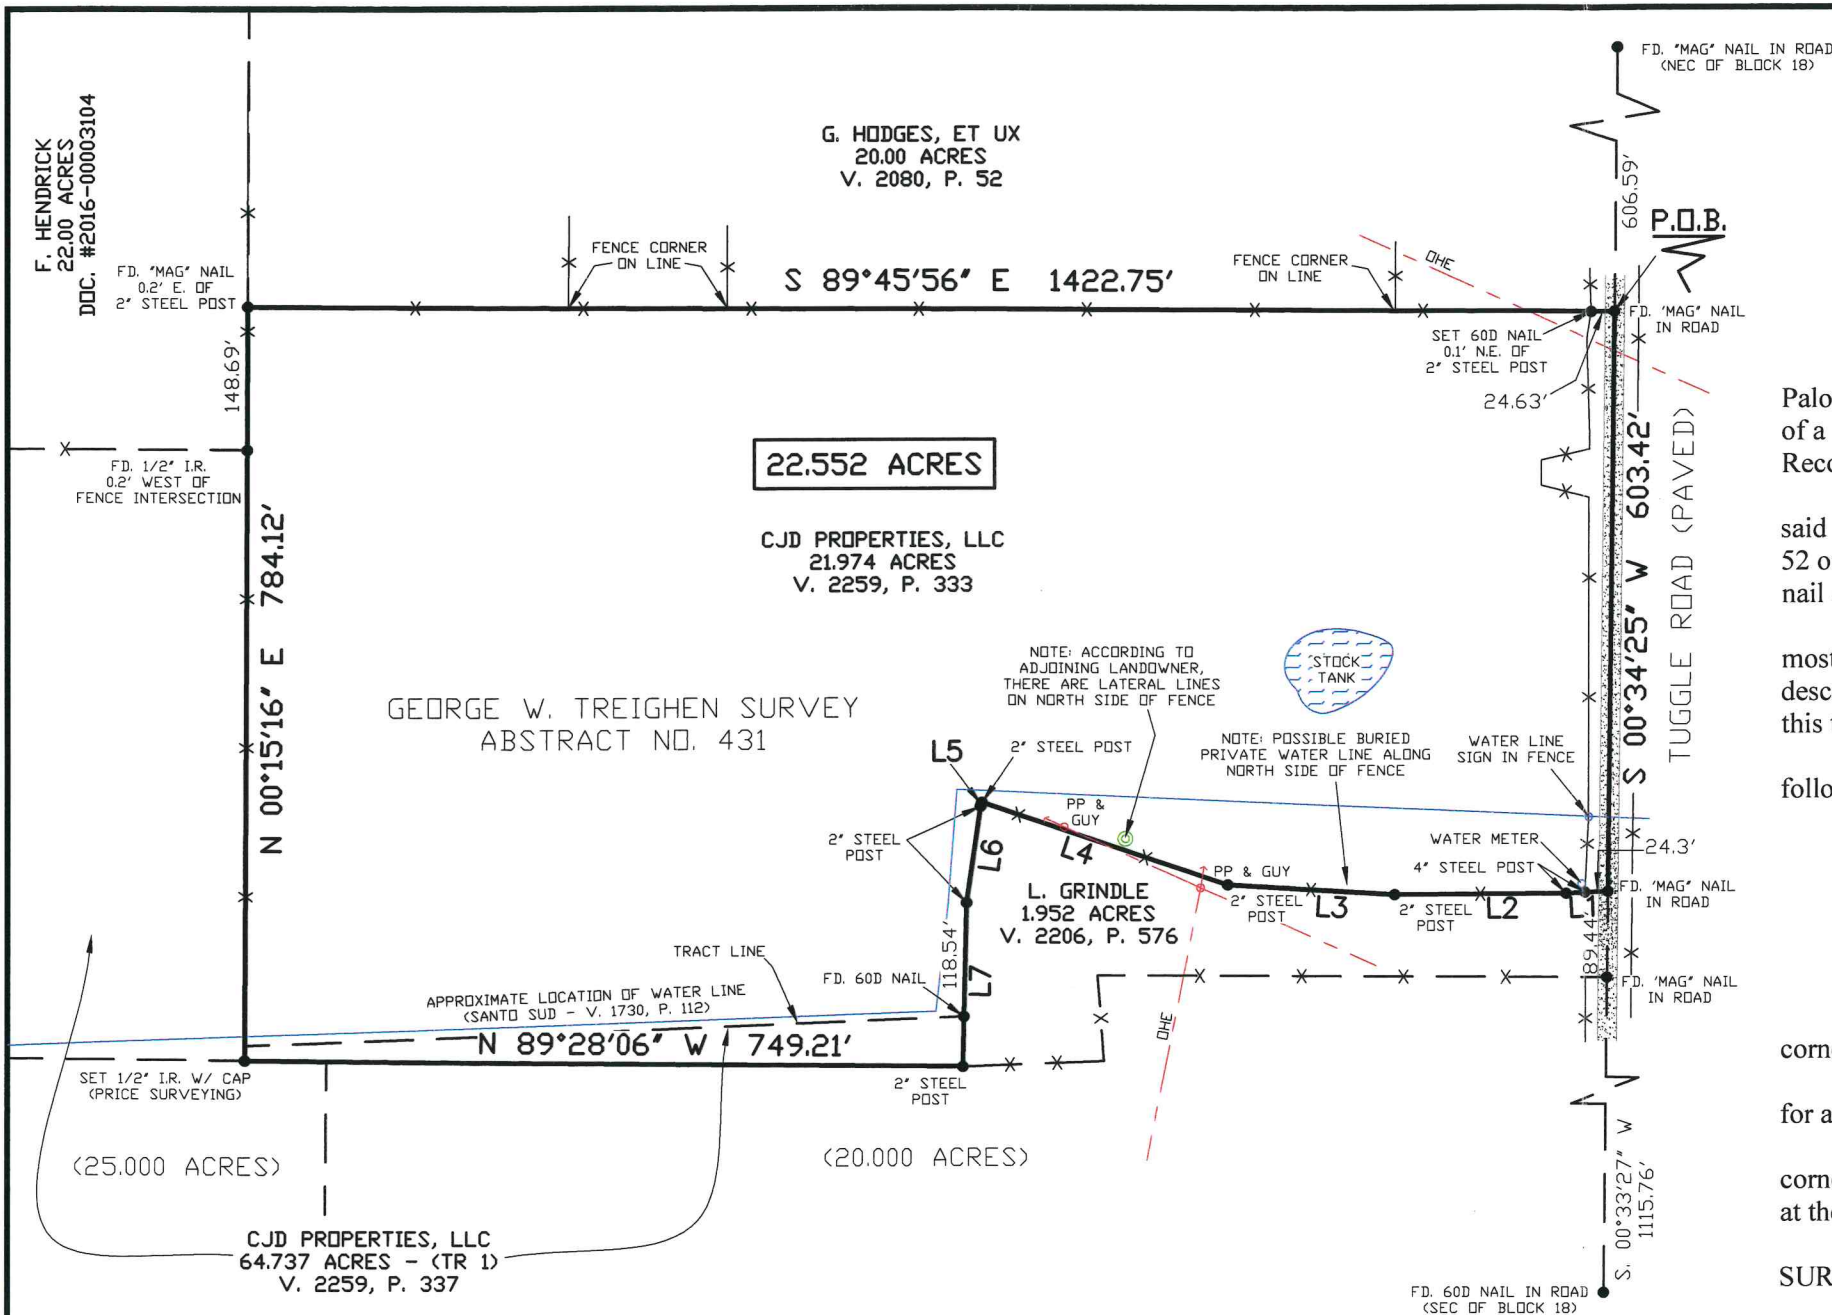 FD. "MAG" NAIL IN ROAD
(NEC OF BLOCK 18)
F. HENDRICK
22.00 ACRES
DOC. #2016-00003104
G. HODGES, ET UX
20.00 ACRES
V. 2080, P. 52
606.59'
P.O.B.
FD. "MAG" NAIL
0.2' E. OF
2" STEEL POST
FENCE CORNER
ON LINE
S 89°45'56" E 1422.75'
FENCE CORNER
ON LINE
OHE
FD. "MAG" NAIL
IN ROAD
SET 60D NAIL
0.1' N.E. OF
2" STEEL POST
24.63'
148.69'
FD. 1/2" I.R.
0.2' WEST OF
FENCE INTERSECTION
22.552 ACRES
CJD PROPERTIES, LLC
21.974 ACRES
V. 2259, P. 333
S 00°34'25" W 603.42'
TUGGLE ROAD (PAVED)
N 00°15'16" E 784.12'
GEORGE W. TREIGHEN SURVEY
ABSTRACT NO. 431
NOTE: ACCORDING TO
ADJOINING LANDOWNER,
THERE ARE LATERAL LINES
ON NORTH SIDE OF FENCE
STOCK
TANK
L5
2" STEEL POST
NOTE: POSSIBLE BURIED
PRIVATE WATER LINE ALONG
NORTH SIDE OF FENCE
WATER LINE
SIGN IN FENCE
PP &
GUY
2" STEEL
POST
L6
L4
WATER METER
4" STEEL POST
24.3'
PP & GUY
L. GRINDLE
1.952 ACRES
V. 2206, P. 576
2" STEEL
POST
L3
2" STEEL
POST
L2
L1
FD. "MAG" NAIL
IN ROAD
89.44'
118.54'
L7
TRACT LINE
FD. 60D NAIL
APPROXIMATE LOCATION OF WATER LINE
(SANTO SUD - V. 1730, P. 112)
FD. "MAG" NAIL
IN ROAD
OHE
N 89°28'06" W 749.21'
SET 1/2" I.R. W/ CAP
(PRICE SURVEYING)
2" STEEL
POST
(25.000 ACRES)
(20.000 ACRES)
S. 00°33'27" W
1115.76'
CJD PROPERTIES, LLC
64.737 ACRES - (TR 1)
V. 2259, P. 337
FD. 60D NAIL IN ROAD
(SEC OF BLOCK 18)
Palo
of a
Reco
said
52 o
nail
most
desc
this
follo
corn
for a
corn
at the
SUR